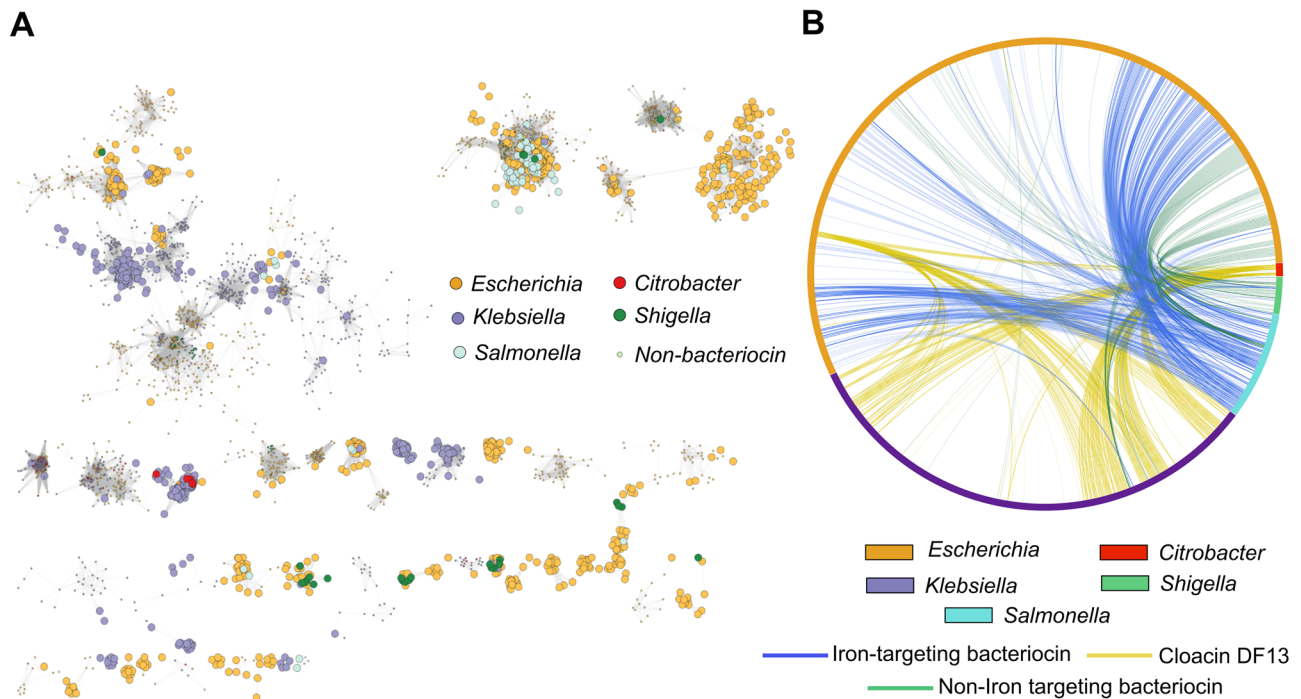 A
B
Escherichia
Citrobacter
Klebsiella
Shigella
Salmonella
Non-bacteriocin
Escherichia
Citrobacter
Klebsiella
Shigella
Salmonella
Iron-targeting bacteriocin
Cloacin DF13
Non-Iron targeting bacteriocin